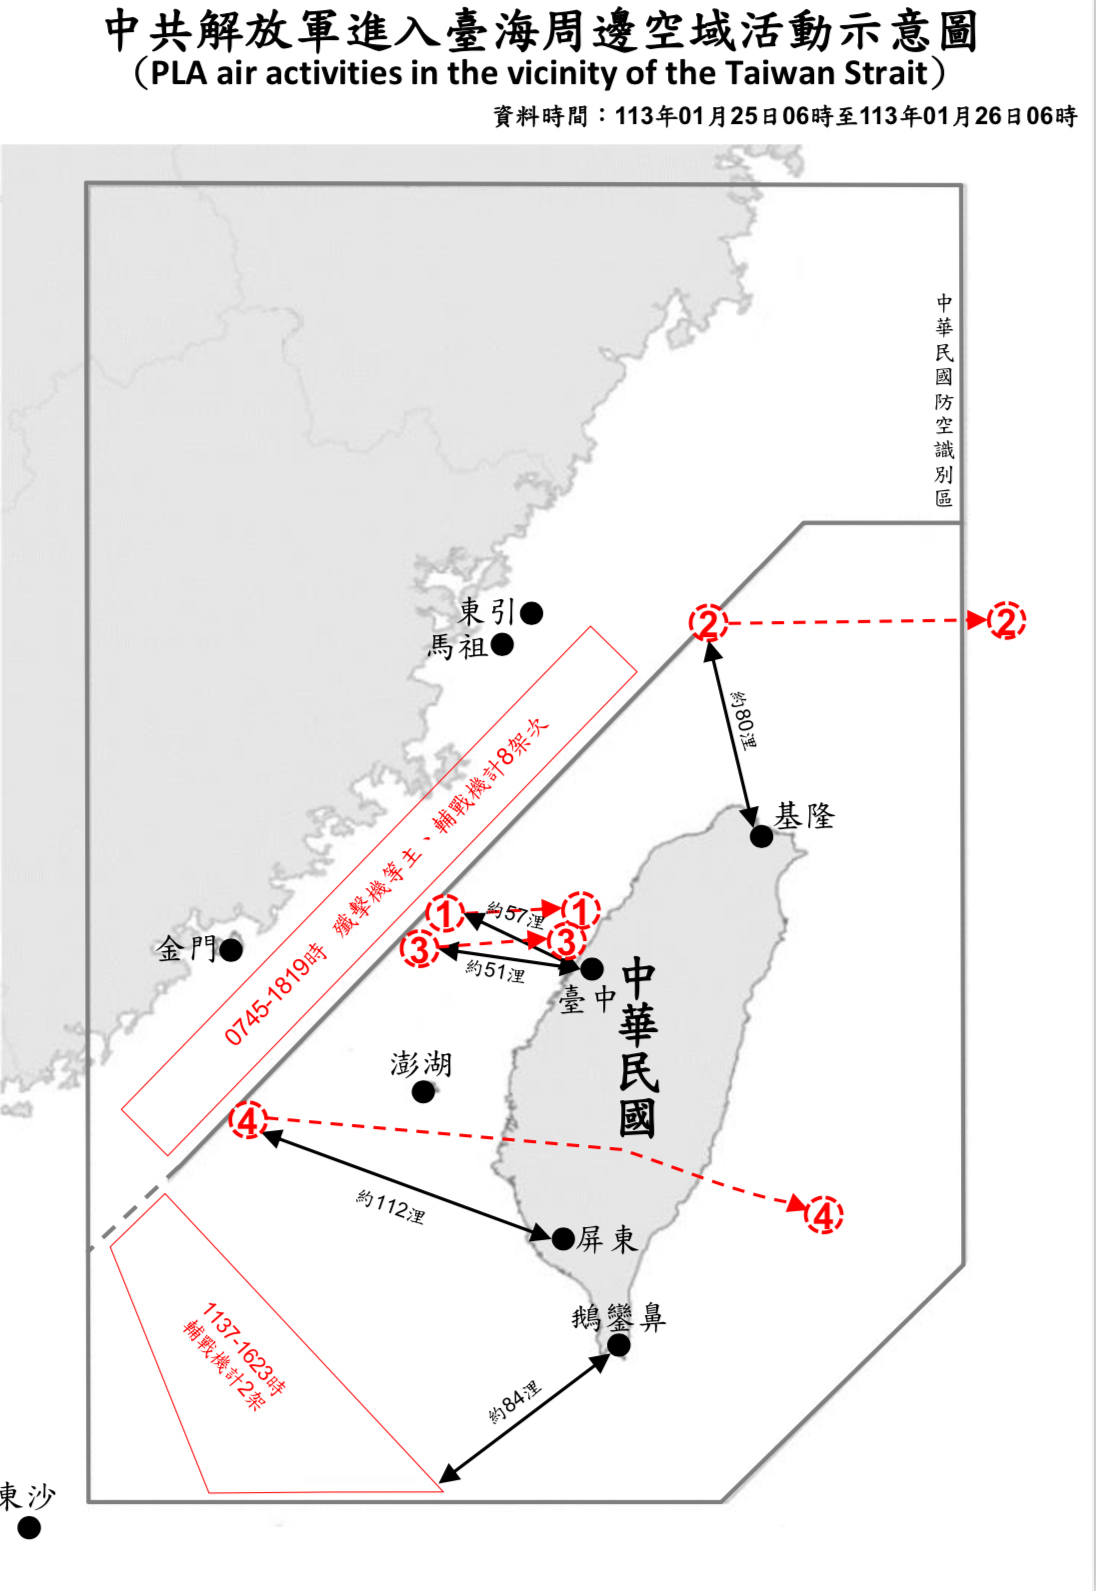 中共解放軍進入臺海周邊空域活動示意圖
（PLA air activities in the vicinity of the Taiwan Strait）
資料時間：113年01月25日06時至113年01月26日06時
中華民國防空識別區
東引
馬祖
②
②
約80浬
基隆
0745-1819時 殲擊機等主、輔戰機計8架次
①
①
約57浬
③
③
約51浬
金門
臺中
中華民國
澎湖
④
④
約112浬
屏東
鵝鑾鼻
1137-1623時
輔戰機計2架
約84浬
東沙